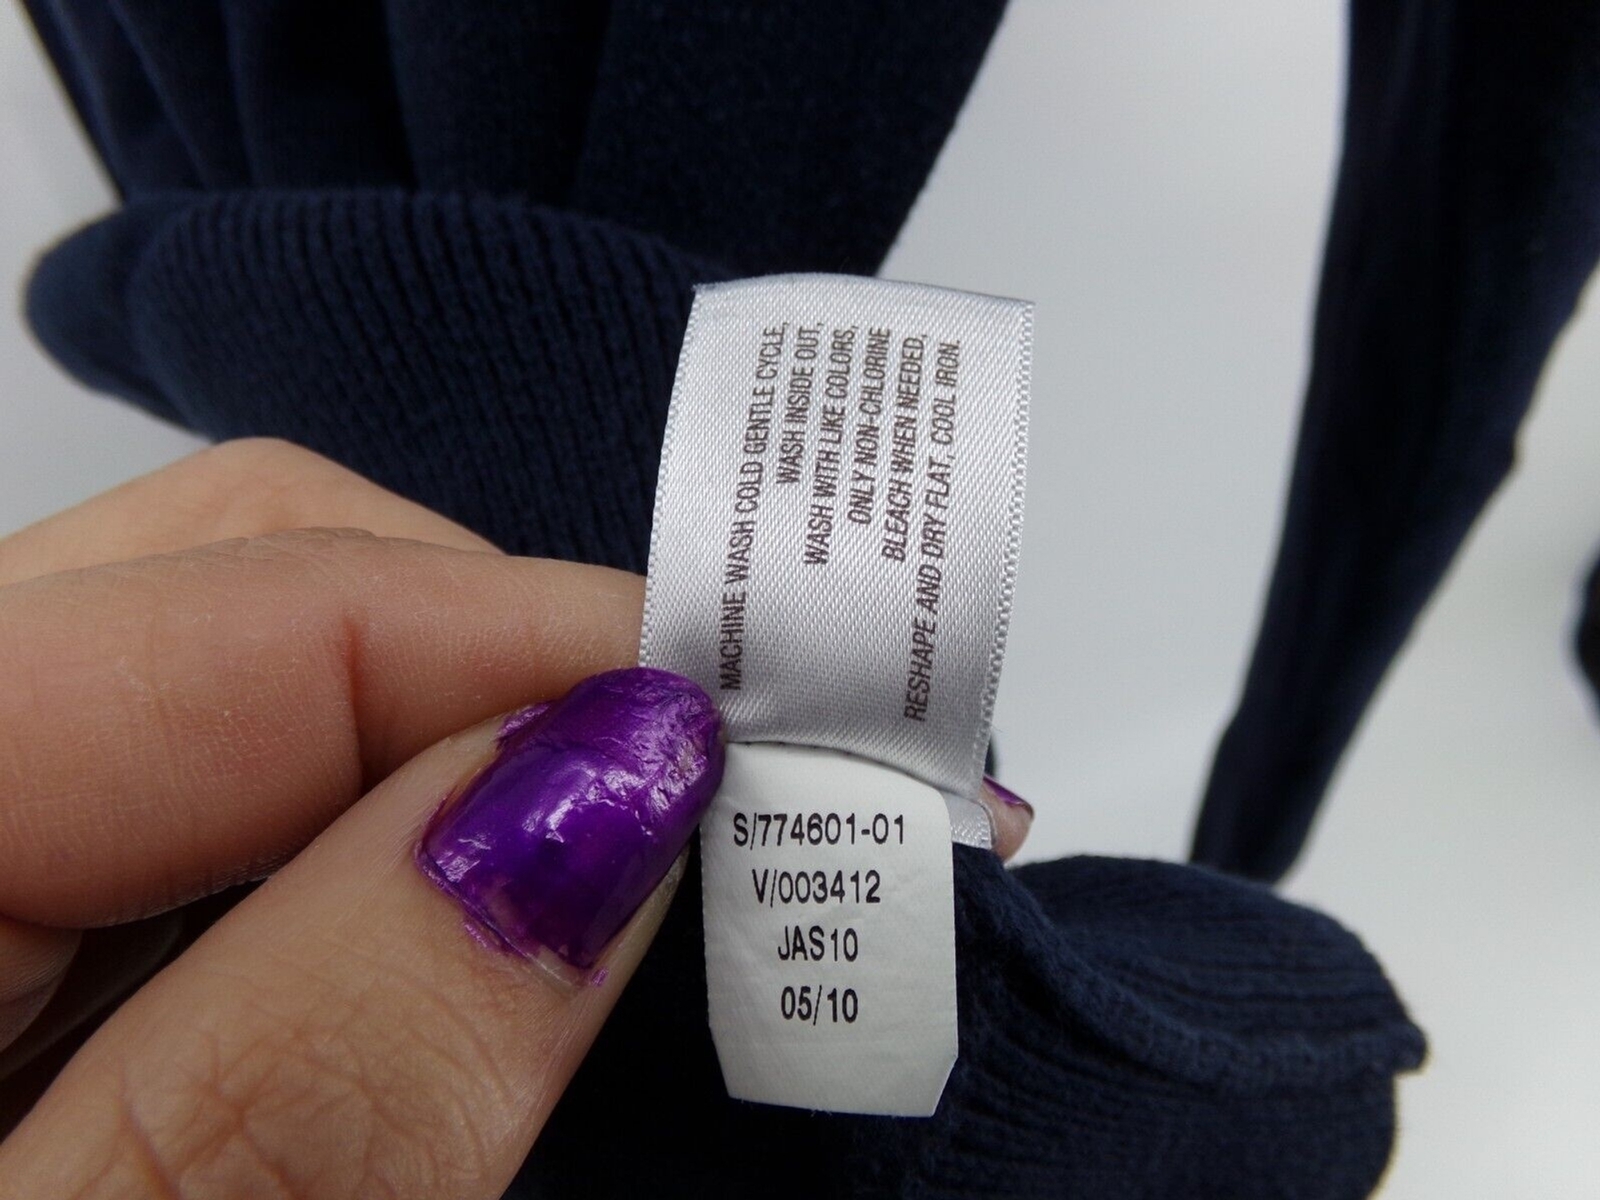 MACHINE WASH COLD GENTLE CYCLE,
WASH INSIDE OUT,
WASH WITH LIKE COLORS,
ONLY NON-CHLORINE
BLEACH WHEN NEEDED,
RESHAPE AND DRY FLAT. COOL IRON.
S/774601-01
V/003412
JAS10
05/10